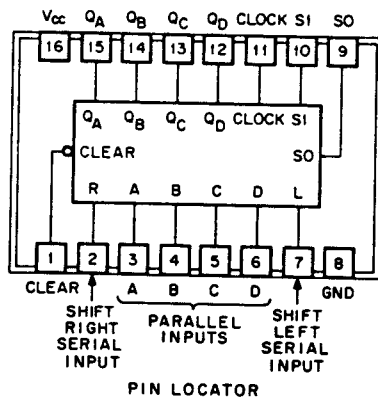 VCC QA QB QC QD CLOCK S1 S0
16 15 14 13 12 11 10 9
QA QB QC QD CLOCK S1
CLEAR S0
R A B C D L
1 2 3 4 5 6 7 8
CLEAR A B C D GND
SHIFT RIGHT SERIAL INPUT
PARALLEL INPUTS
SHIFT LEFT SERIAL INPUT
PIN LOCATOR